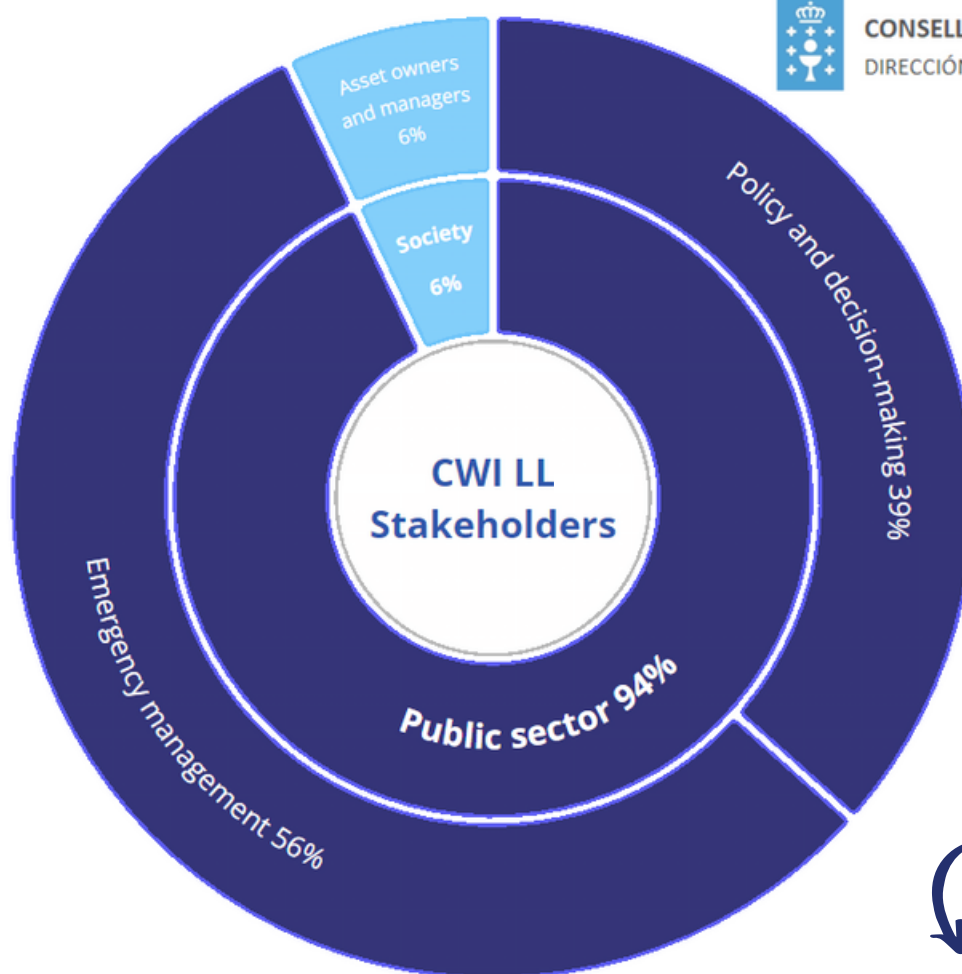 CONSELL
DIRECCIÓN
Asset owners
and managers
6%
Society
6%
Policy and decision-making 39%
CWI LL
Stakeholders
Public sector 94%
Emergency management 56%